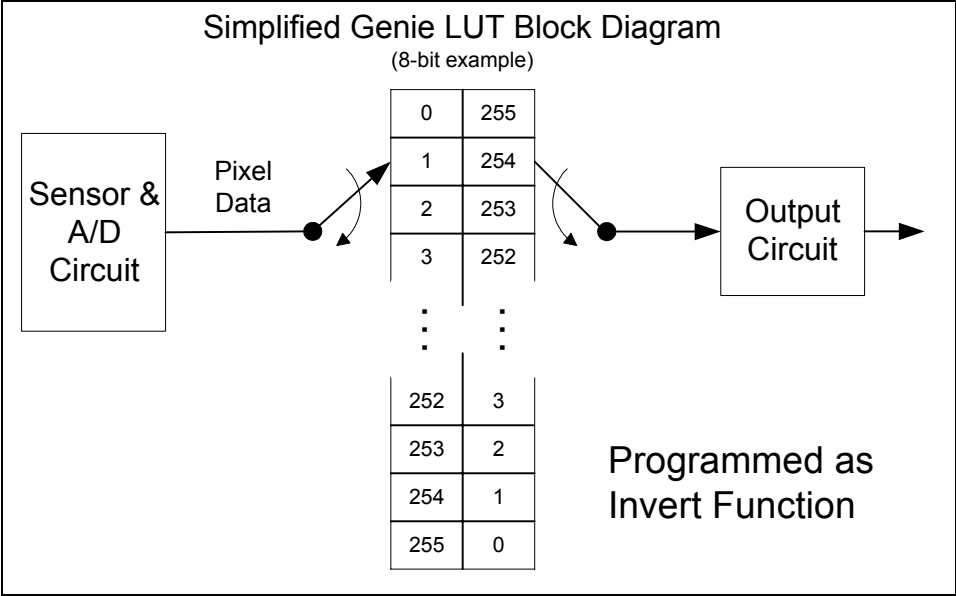 Simplified Genie LUT Block Diagram
(8-bit example)
Sensor &
A/D
Circuit
Pixel
Data
0 255
1 254
2 253
3 252
252 3
253 2
254 1
255 0
Output
Circuit
Programmed as
Invert Function